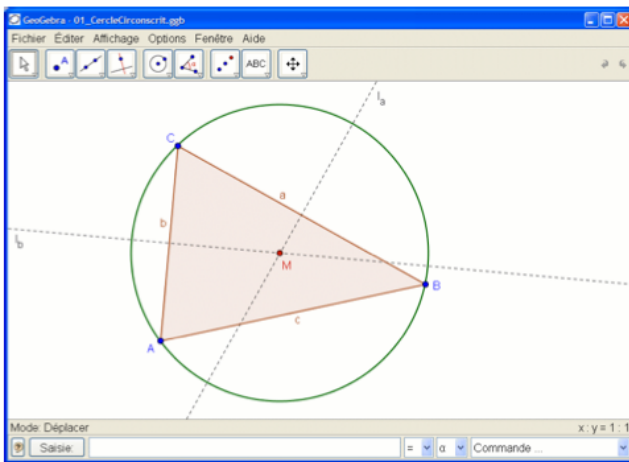 GeoGebra - 01_CercleCirconscrit.ggb
Fichier Éditer Affichage Options Fenêtre Aide
A ABC
l_a
C
a
b
l_b
M
B
c
A
Mode: Déplacer x : y = 1 : 1
Saisie: = α Commande ...